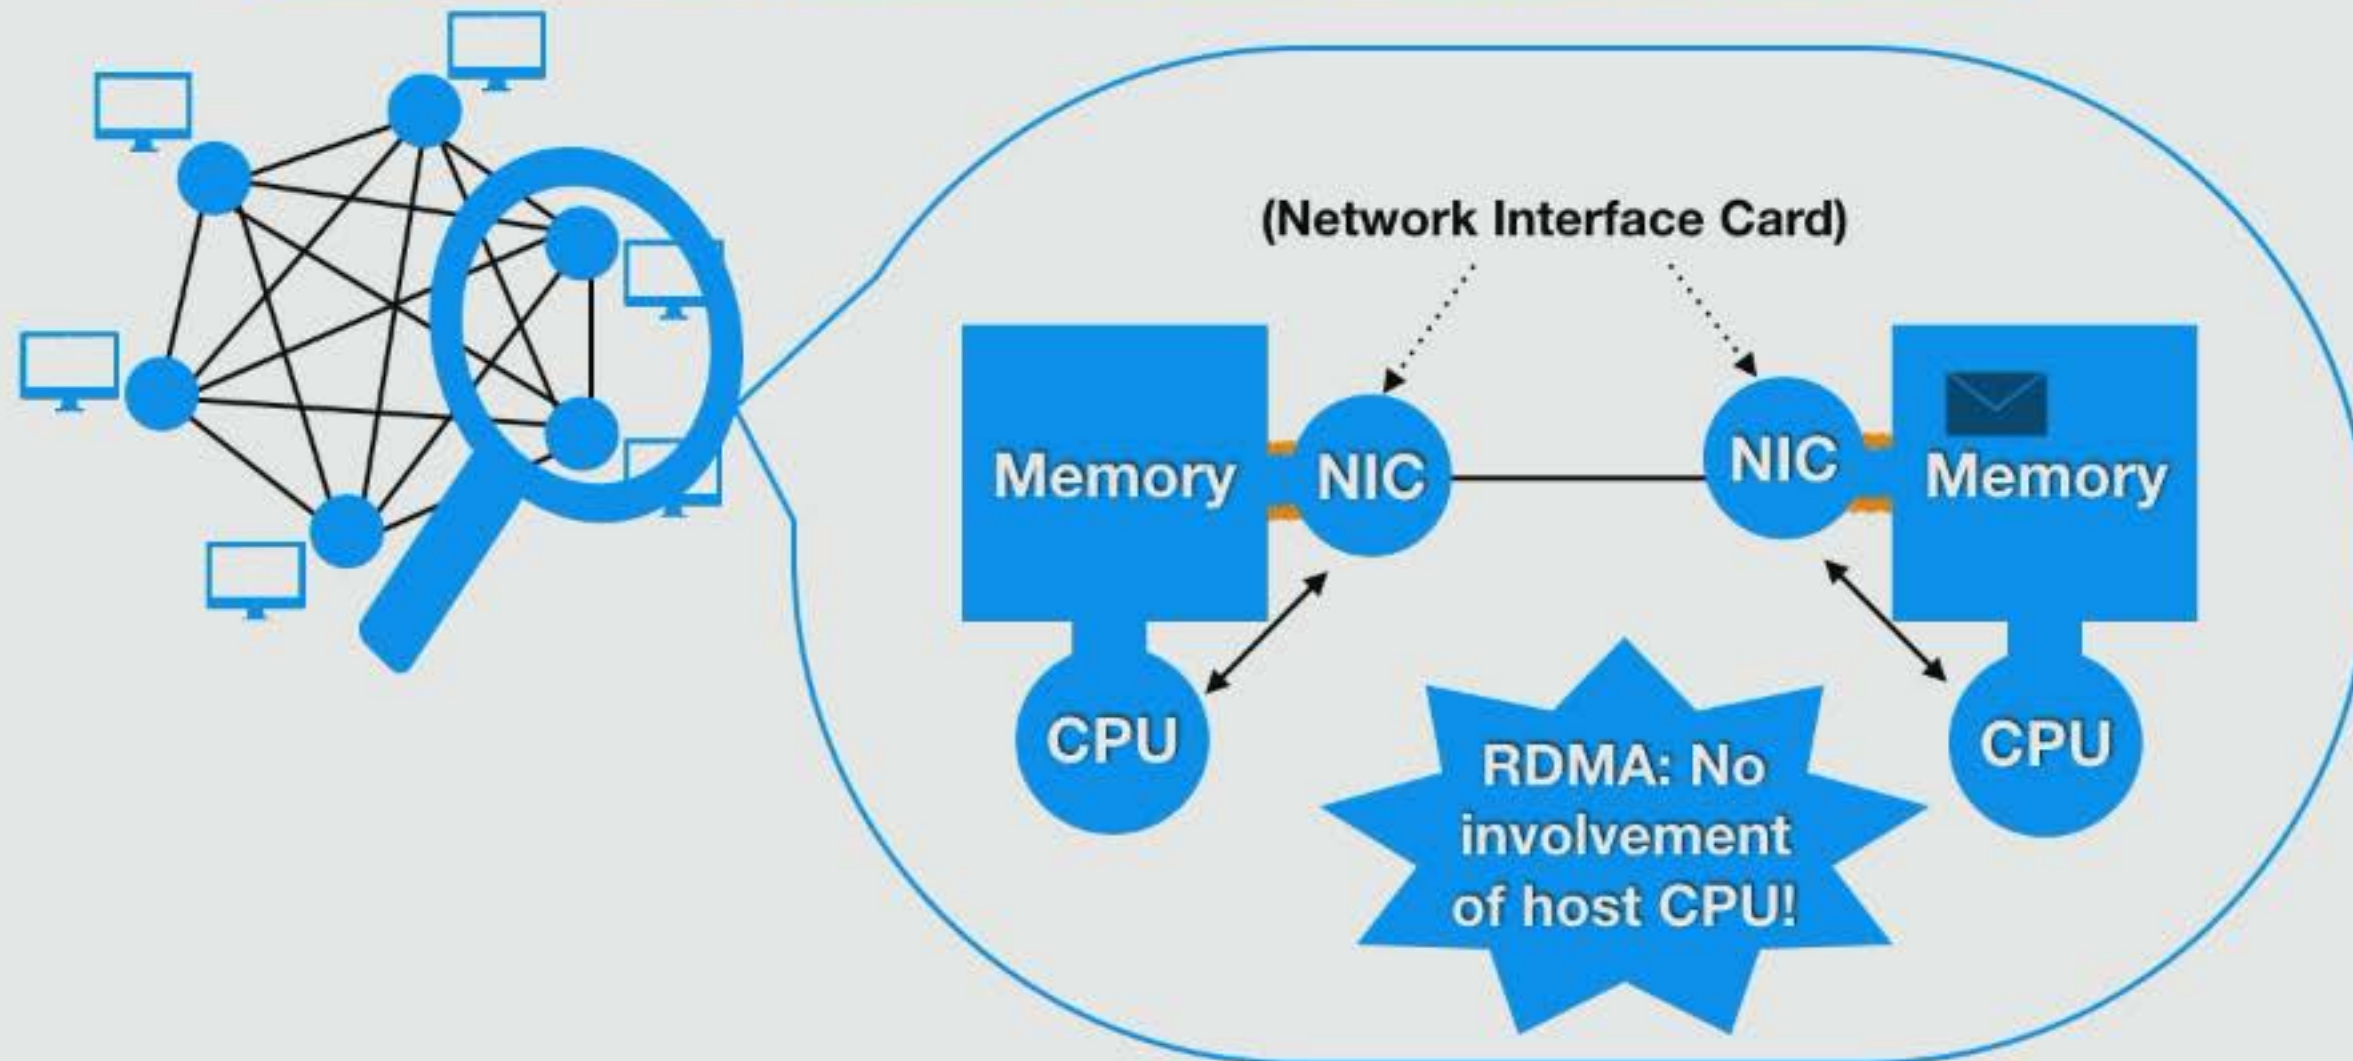 (Network Interface Card)
Memory
NIC
NIC
Memory
CPU
CPU
RDMA: No
involvement
of host CPU!